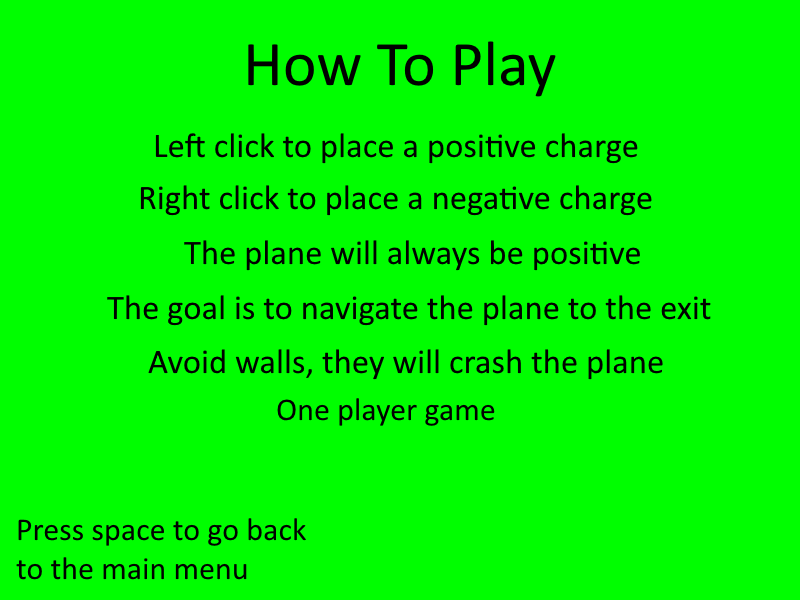 How To Play
Left click to place a positive charge
Right click to place a negative charge
The plane will always be positive
The goal is to navigate the plane to the exit
Avoid walls, they will crash the plane
One player game
Press space to go back
to the main menu